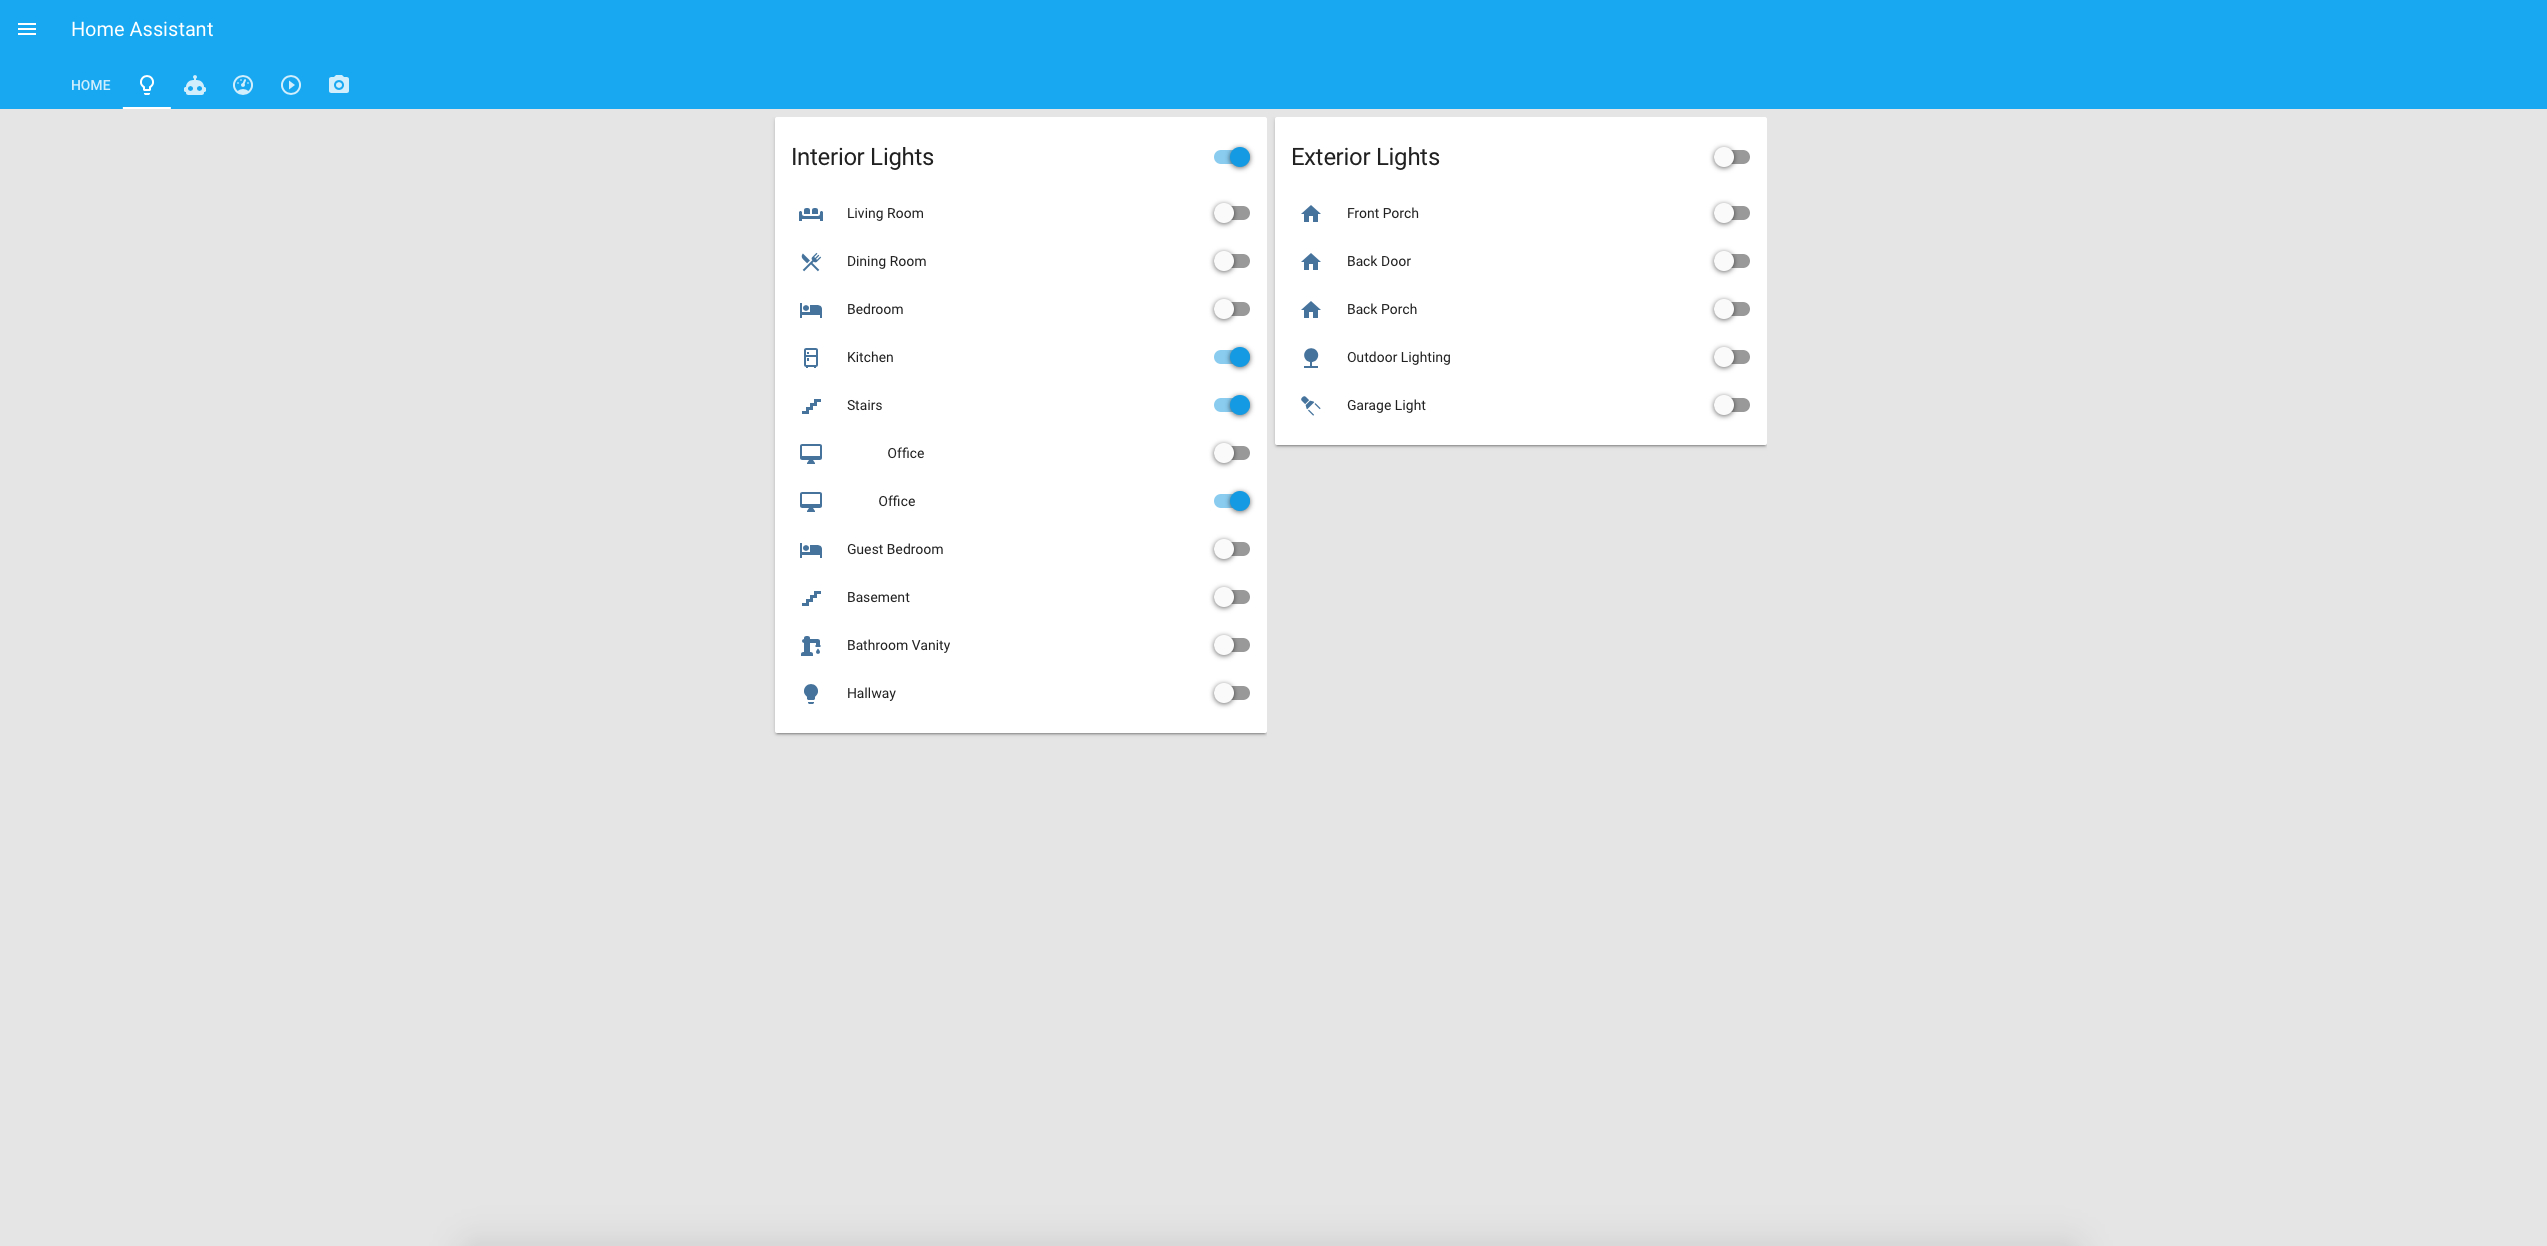 Home Assistant
HOME
Interior Lights
Living Room
Dining Room
Bedroom
Kitchen
Stairs
Office
Office
Guest Bedroom
Basement
Bathroom Vanity
Hallway
Exterior Lights
Front Porch
Back Door
Back Porch
Outdoor Lighting
Garage Light